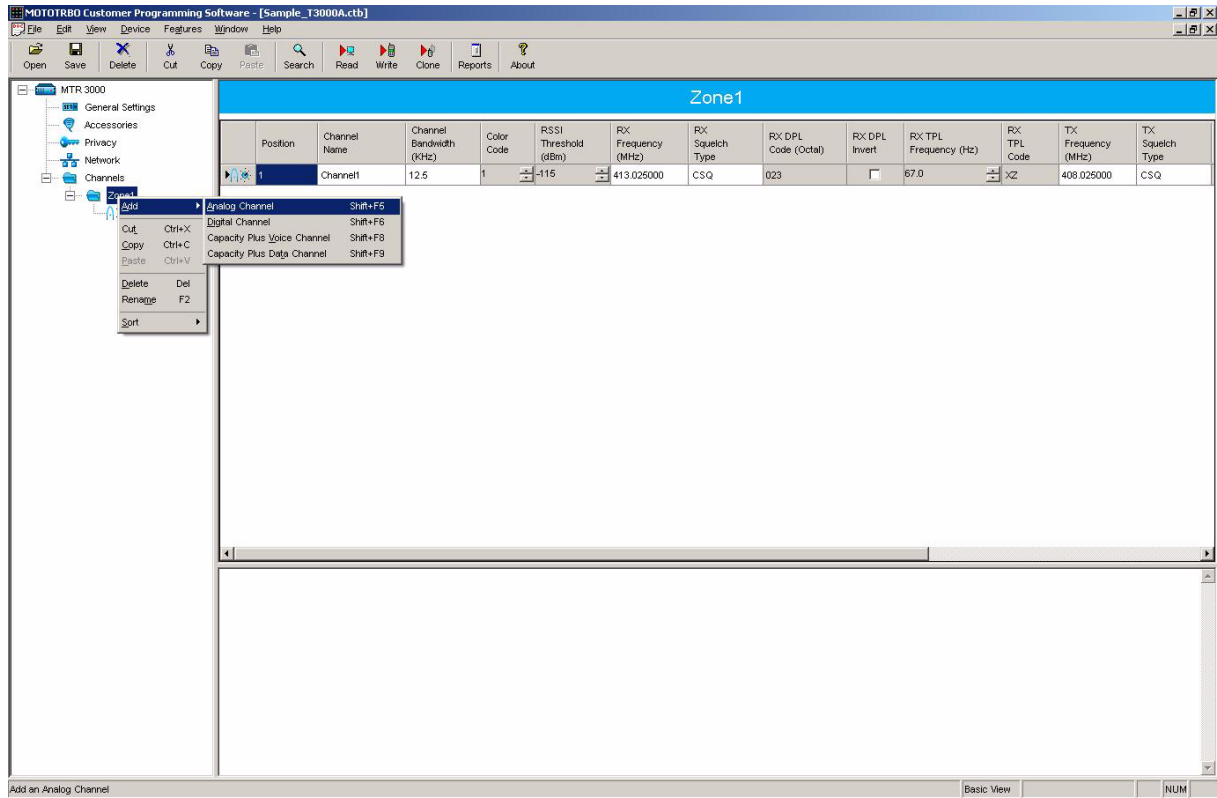 MOTOTRBO Customer Programming Software - [Sample_T3000A.ctb]
File Edit View Device Features Window Help
Open Save Delete Cut Copy Paste Search Read Write Clone Reports About
MTR 3000
General Settings
Accessories
Privacy
Network
Channels
Zone1
Add
Cut Ctrl+X
Copy Ctrl+C
Paste Ctrl+V
Delete Del
Rename F2
Sort
Analog Channel Shift+F5
Digital Channel Shift+F6
Capacity Plus Voice Channel Shift+F8
Capacity Plus Data Channel Shift+F9
Zone1
Position Channel Name Channel Bandwidth (KHz) Color Code RSSI Threshold (dBm) RX Frequency (MHz) RX Squelch Type RX DPL Code (Octal) RX DPL Invert RX TPL Frequency (Hz) RX TPL Code TX Frequency (MHz) TX Squelch Type
1 Channel1 12.5 1 -115 413.025000 CSQ 023 67.0 XZ 408.025000 CSQ
Add an Analog Channel
Basic View
NUM